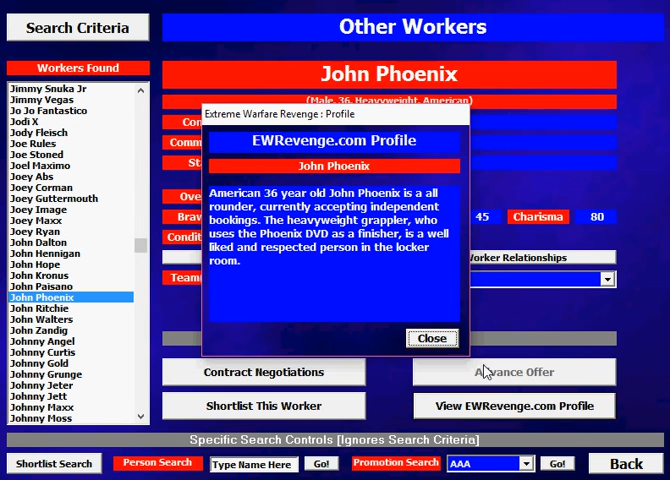 Search Criteria
Other Workers
Workers Found
John Phoenix
(Male, 36, Heavyweight, American)
Jimmy Snuka Jr
Jimmy Vegas
Jo Jo Fantastico
Jodi X
Jody Fleisch
Joe Rules
Joe Stoned
Joel Maximo
Joey Abs
Joey Corman
Joey Guttermouth
Joey Image
Joey Maxx
Joey Ryan
John Dalton
John Hennigan
John Hope
John Kronus
John Paisano
John Phoenix
John Ritchie
John Walters
John Zandig
Johnny Angel
Johnny Curtis
Johnny Gold
Johnny Grunge
Johnny Jeter
Johnny Jett
Johnny Maxx
Johnny Moss
Con
Comm
St
Ove
Braw
45
Charisma
80
Condit
Worker Relationships
Team
Extreme Warfare Revenge : Profile
EWRevenge.com Profile
John Phoenix
American 36 year old John Phoenix is a all
rounder, currently accepting independent
bookings. The heavyweight grappler, who
uses the Phoenix DVD as a finisher, is a well
liked and respected person in the locker
room.
Close
Contract Negotiations
Advance Offer
Shortlist This Worker
View EWRevenge.com Profile
Specific Search Controls [Ignores Search Criteria]
Shortlist Search
Person Search
Type Name Here
Go!
Promotion Search
AAA
Go!
Back